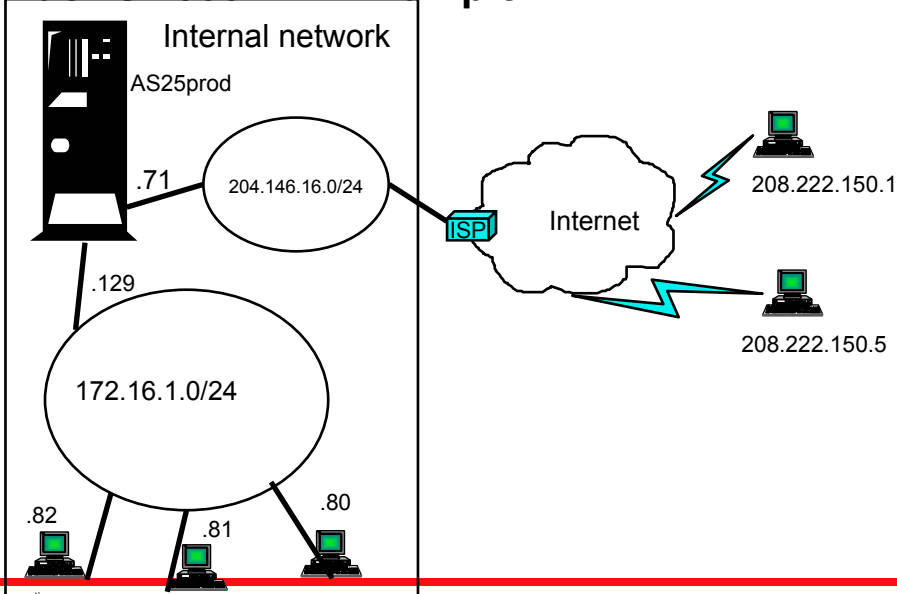 Internal network
AS25prod
.71
204.146.16.0/24
ISP
Internet
208.222.150.1
208.222.150.5
.129
172.16.1.0/24
.82
.81
.80